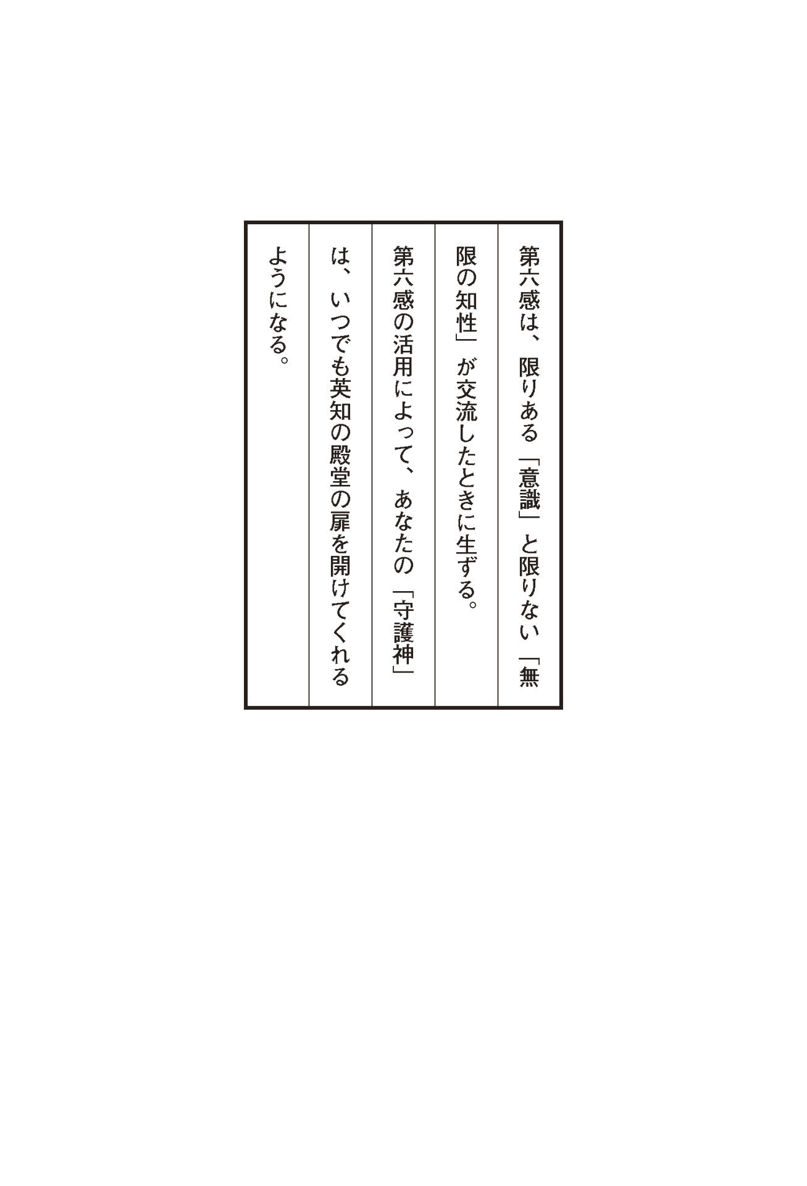 第六感は、限りある「意識」と限りない「無
限の知性」が交流したときに生ずる。
第六感の活用によって、あなたの「守護神」
は、いつでも英知の殿堂の扉を開けてくれる
ようになる。